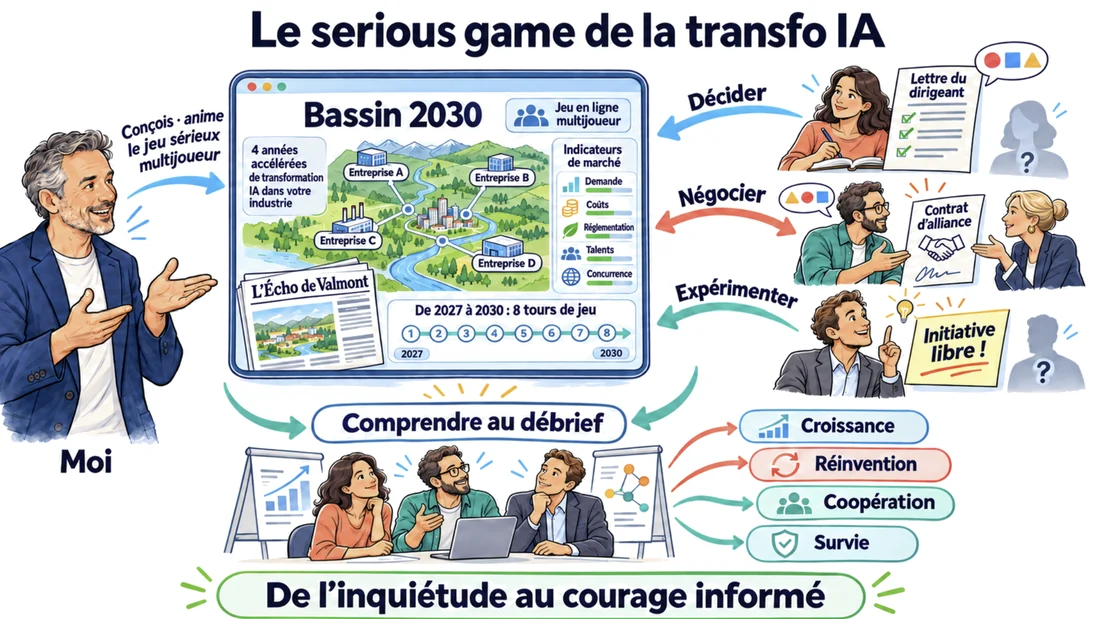 Le serious game de la transfo IA
Conçois · anime
le jeu sérieux
multijoueur
Moi
Bassin 2030
Jeu en ligne
multijoueur
4 années
accélérées
de transformation
IA dans votre
industrie
Entreprise A
Entreprise B
Entreprise C
Entreprise D
Indicateurs
de marché
Demande
Coûts
Réglementation
Talents
Concurrence
L'Écho de Valmont
De 2027 à 2030 : 8 tours de jeu
1 2 3 4 5 6 7 8
2027
2030
Décider
Lettre du
dirigeant
?
Négocier
Contrat
d'alliance
Expérimenter
Initiative
libre !
?
Comprendre au débrief
Croissance
Réinvention
Coopération
Survie
De l'inquiétude au courage informé